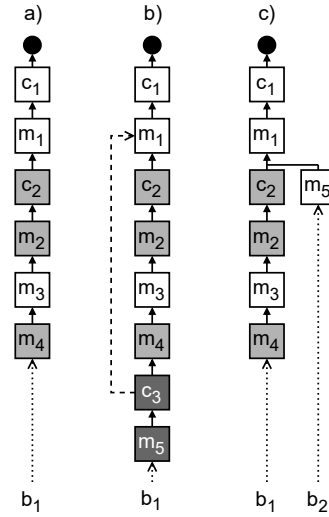 a) b) c)
c1 c1 c1
m1 m1 m1
c2 c2 c2 m5
m2 m2 m2
m3 m3 m3
m4 m4 m4
c3
m5
b1 b1 b1 b2